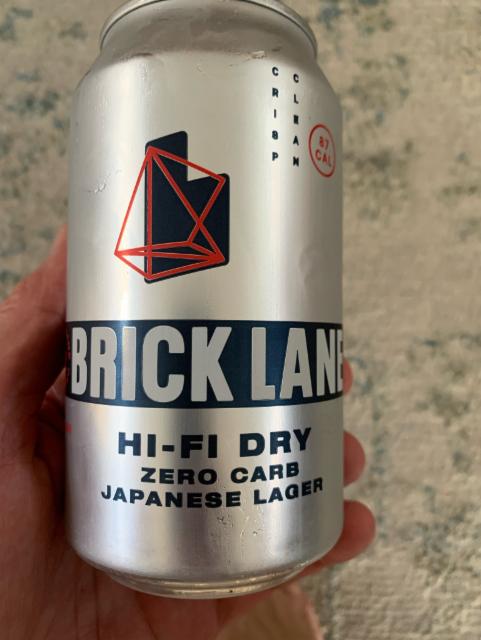 CRISP
CLEAN
87
CAL
BRICK LANE
HI-FI DRY
ZERO CARB
JAPANESE LAGER